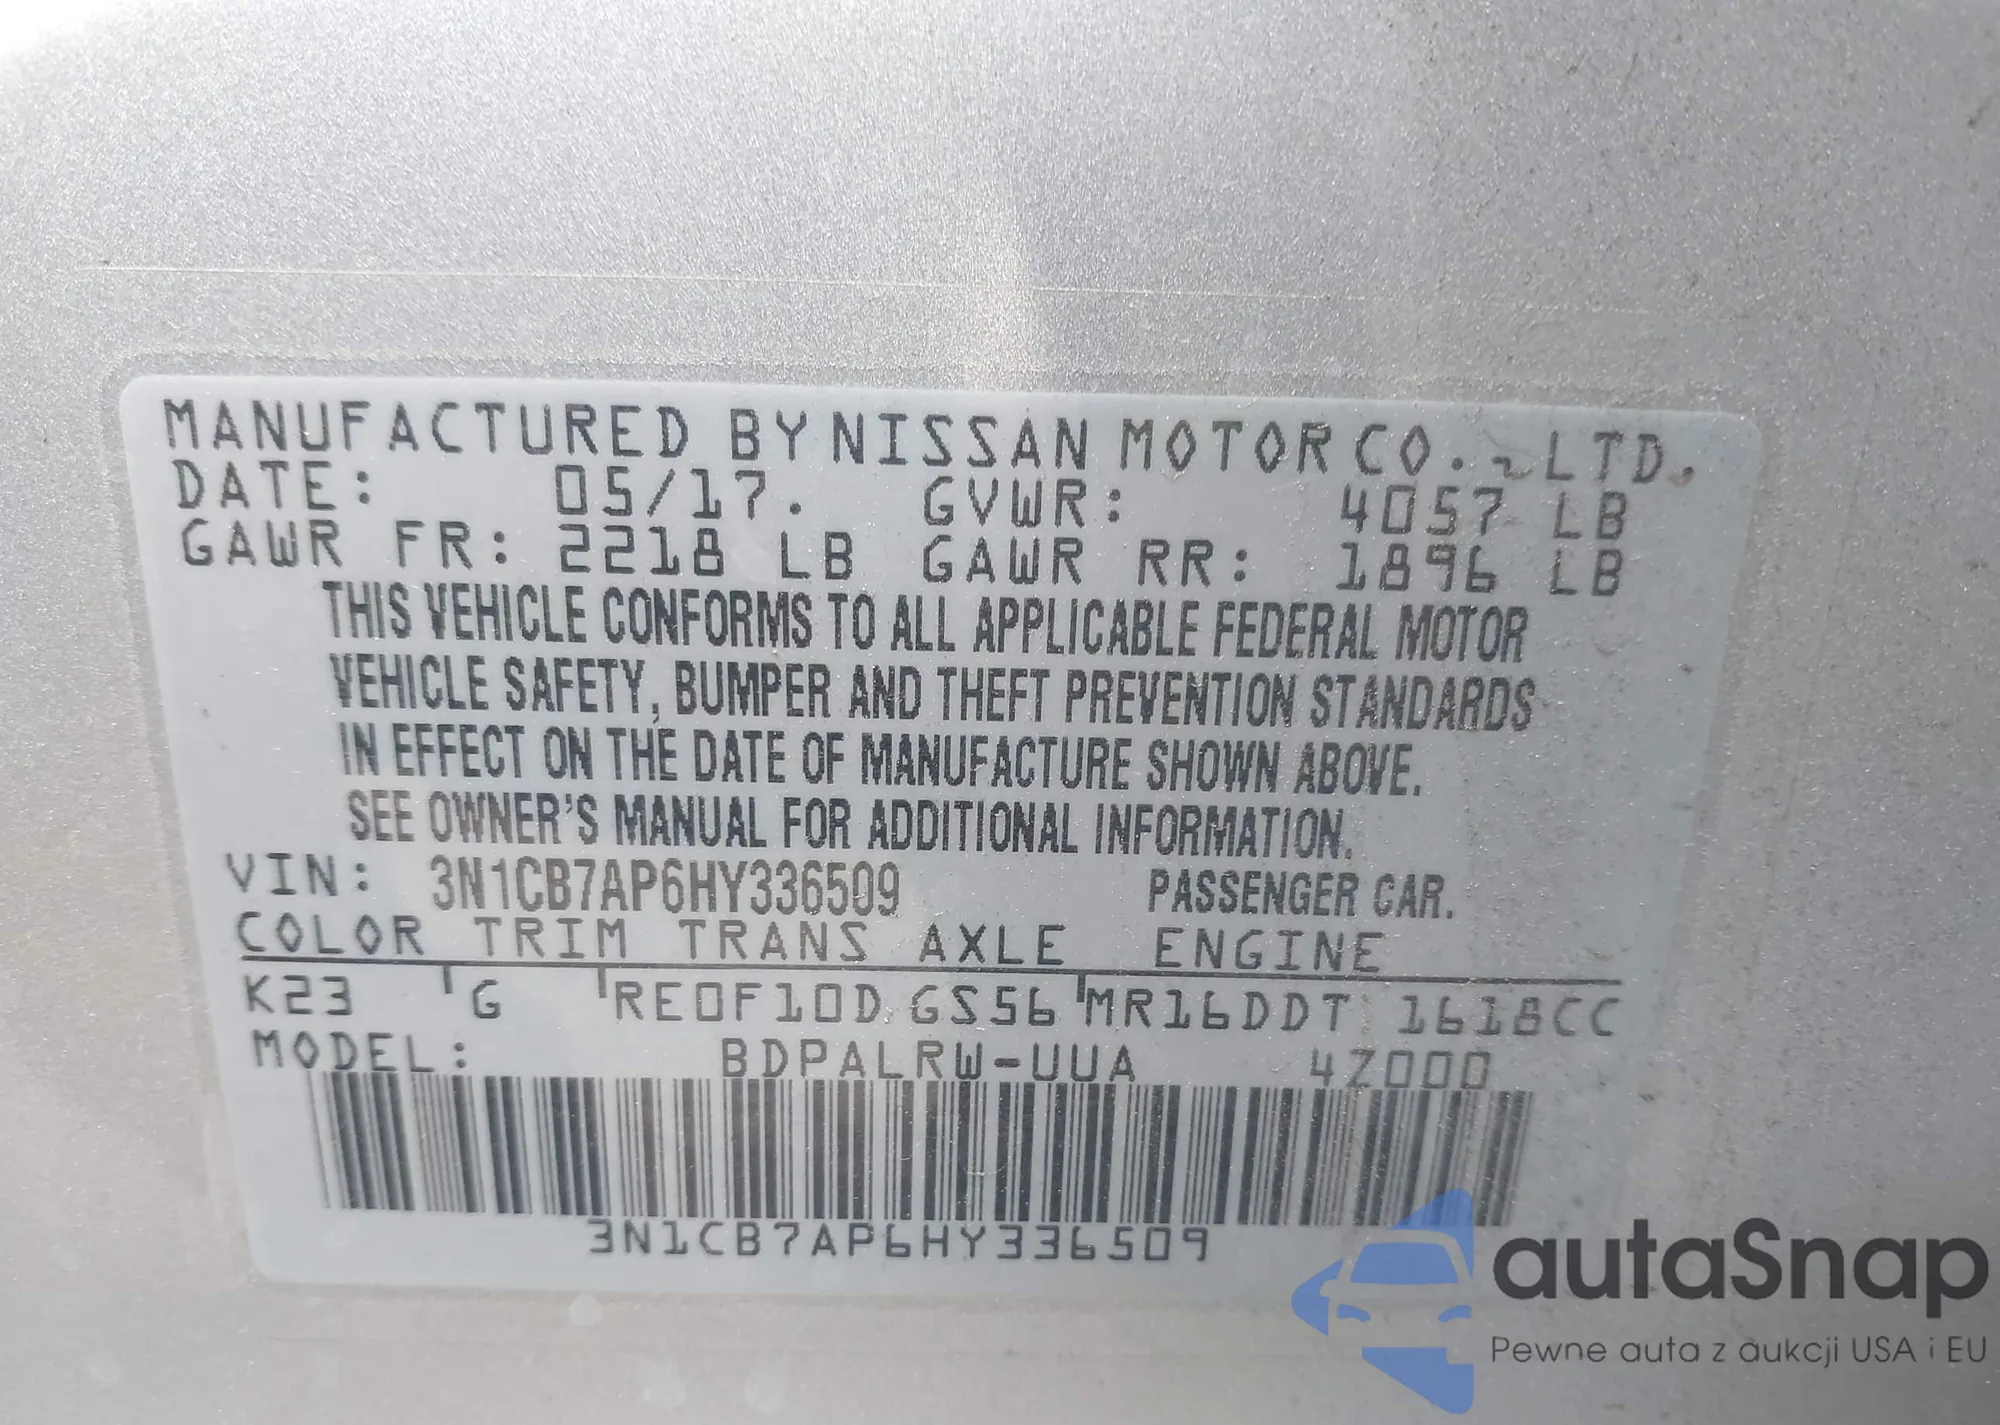 MANUFACTURED BY NISSAN MOTOR CO., LTD.
DATE: 05/17. GVWR: 4057 LB
GAWR FR: 2218 LB GAWR RR: 1896 LB
THIS VEHICLE CONFORMS TO ALL APPLICABLE FEDERAL MOTOR
VEHICLE SAFETY, BUMPER AND THEFT PREVENTION STANDARDS
IN EFFECT ON THE DATE OF MANUFACTURE SHOWN ABOVE.
SEE OWNER'S MANUAL FOR ADDITIONAL INFORMATION.
VIN: 3N1CB7AP6HY336509 PASSENGER CAR.
COLOR TRIM TRANS AXLE ENGINE
K23 G RE0F10D GS56 MR16DDT 1618CC
MODEL: BDPALRW-UUA 4Z000
3N1CB7AP6HY336509
autaSnap
Pewne auta z aukcji USA i EU